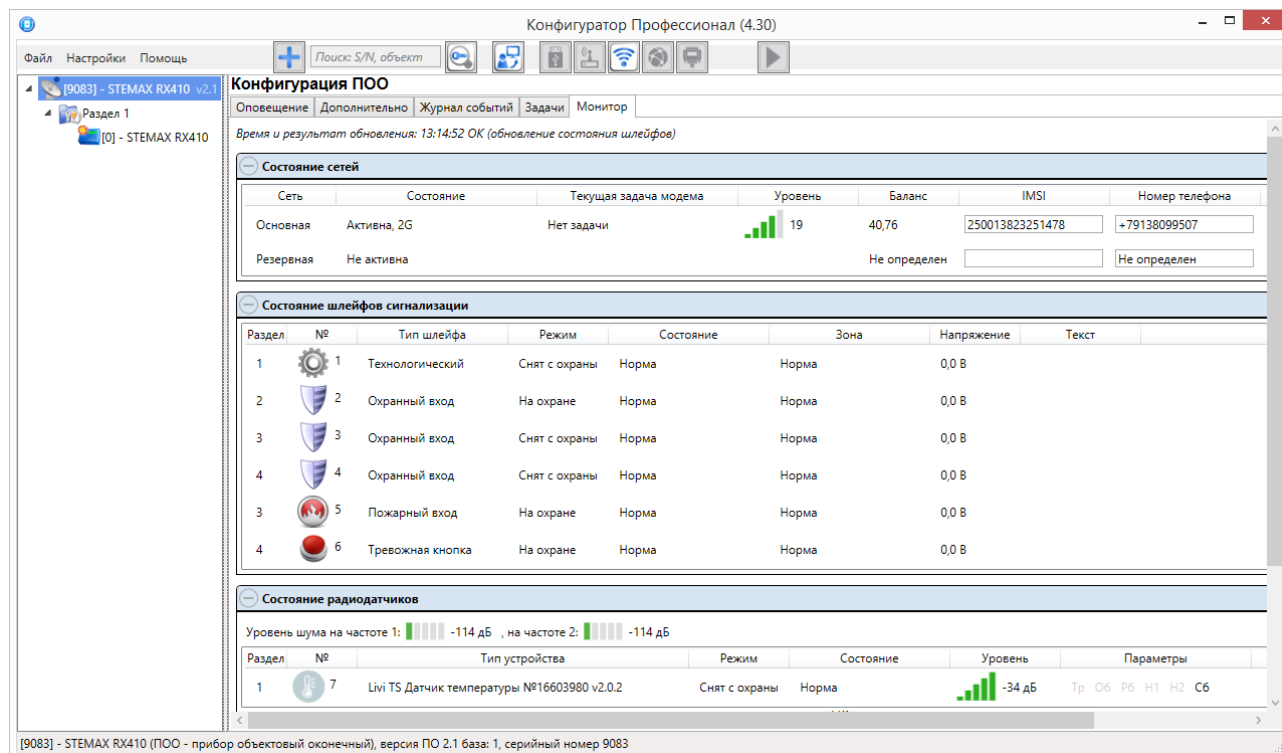 Конфигуратор Профессионал (4.30)
Файл Настройки Помощь Поиск: S/N, объект
[9083] - STEMAX RX410 v2.1
Раздел 1
[0] - STEMAX RX410
Конфигурация ПОО
Оповещение Дополнительно Журнал событий Задачи Монитор
Время и результат обновления: 13:14:52 ОК (обновление состояния шлейфов)
Состояние сетей
Сеть Состояние Текущая задача модема Уровень Баланс IMSI Номер телефона
Основная Активна, 2G Нет задачи 19 40,76 250013823251478 +79138099507
Резервная Не активна Не определен Не определен
Состояние шлейфов сигнализации
Раздел № Тип шлейфа Режим Состояние Зона Напряжение Текст
1 1 Технологический Снят с охраны Норма Норма 0,0 В
2 2 Охранный вход На охране Норма Норма 0,0 В
3 3 Охранный вход Снят с охраны Норма Норма 0,0 В
4 4 Охранный вход Снят с охраны Норма Норма 0,0 В
3 5 Пожарный вход На охране Норма Норма 0,0 В
4 6 Тревожная кнопка На охране Норма Норма 0,0 В
Состояние радиодатчиков
Уровень шума на частоте 1: -114 дБ , на частоте 2: -114 дБ
Раздел № Тип устройства Режим Состояние Уровень Параметры
1 7 Livi TS Датчик температуры №16603980 v2.0.2 Снят с охраны Норма -34 дБ Тр Об Рб Н1 Н2 Сб
[9083] - STEMAX RX410 (ПОО - прибор объектовый оконечный), версия ПО 2.1 база: 1, серийный номер 9083